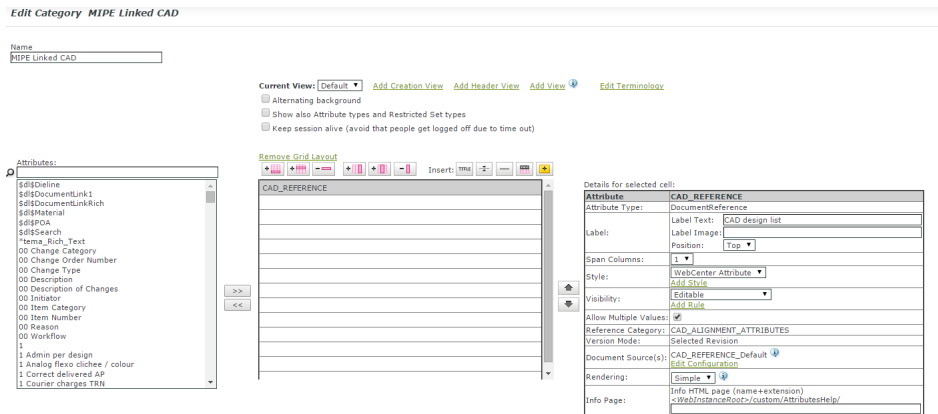 Edit Category MIPE Linked CAD
Name
MIPE Linked CAD
Current View: Default Add Creation View Add Header View Add View Edit Terminology
Alternating background
Show also Attribute types and Restricted Set types
Keep session alive (avoid that people get logged off due to time out)
Remove Grid Layout
Insert: TITLE
Attributes:
$dl$Dieline
$dl$DocumentLink1
$dl$DocumentLinkRich
$dl$Material
$dl$POA
$dl$Search
*tema_Rich_Text
00 Change Category
00 Change Order Number
00 Change Type
00 Description
00 Description of Changes
00 Initiator
00 Item Category
00 Item Number
00 Reason
00 Workflow
1
1 Admin per design
1 Analog flexo clichee / colour
1 Correct delivered AP
1 Courier charges TRN
>>
<<
CAD_REFERENCE
Details for selected cell:
Attribute CAD_REFERENCE
Attribute Type: DocumentReference
Label: Label Text: CAD design list
Label Image:
Position: Top
Span Columns: 1
Style: WebCenter Attribute
Add Style
Visibility: Editable
Add Rule
Allow Multiple Values:
Reference Category: CAD_ALIGNMENT_ATTRIBUTES
Version Mode: Selected Revision
Document Source(s): CAD_REFERENCE_Default
Edit Configuration
Rendering: Simple
Info Page: Info HTML page (name+extension)
<WebInstanceRoot>/custom/AttributesHelp/